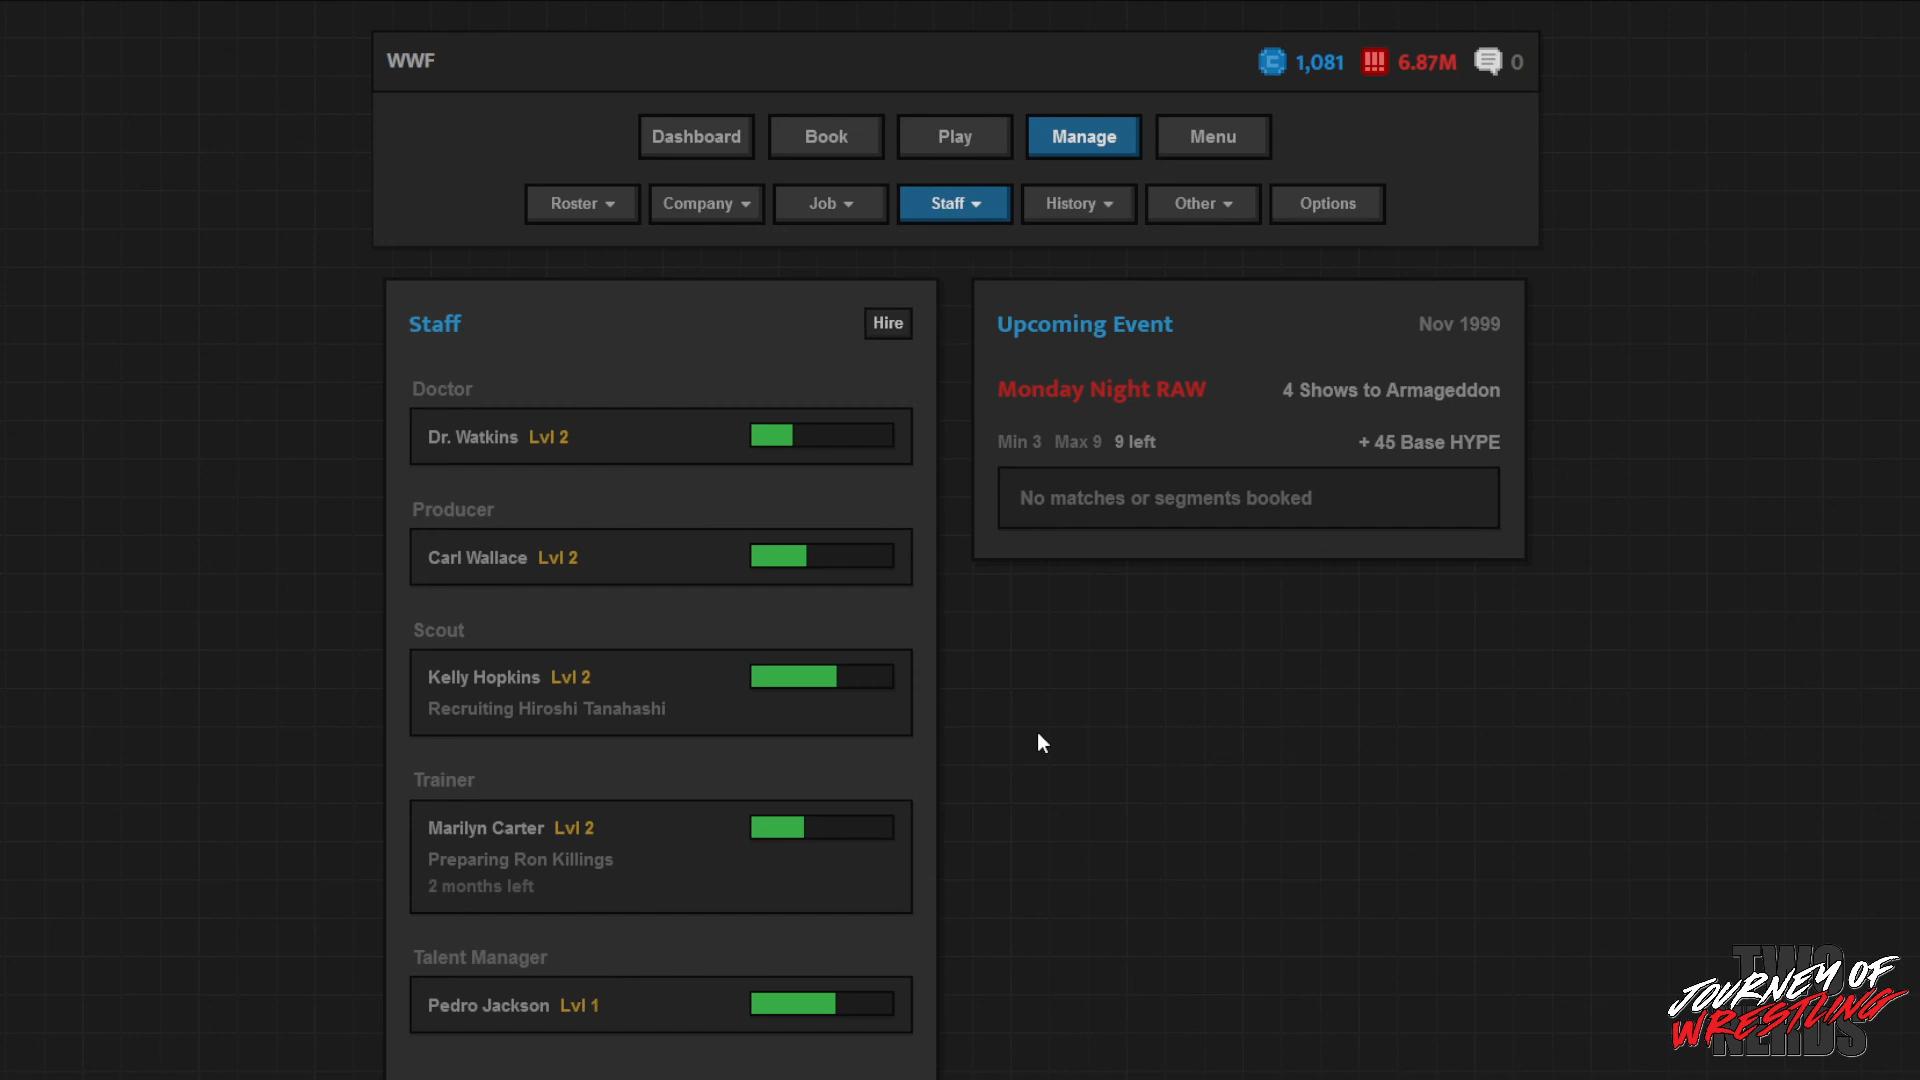 WWF
1,081
6.87M
0
Dashboard
Book
Play
Manage
Menu
Roster
Company
Job
Staff
History
Other
Options
Staff
Hire
Doctor
Dr. Watkins Lvl 2
Producer
Carl Wallace Lvl 2
Scout
Kelly Hopkins Lvl 2
Recruiting Hiroshi Tanahashi
Trainer
Marilyn Carter Lvl 2
Preparing Ron Killings
2 months left
Talent Manager
Pedro Jackson Lvl 1
Upcoming Event
Nov 1999
Monday Night RAW
4 Shows to Armageddon
Min 3 Max 9 9 left
+ 45 Base HYPE
No matches or segments booked
TWO
JOURNEY OF
WRESTLING
NERDS